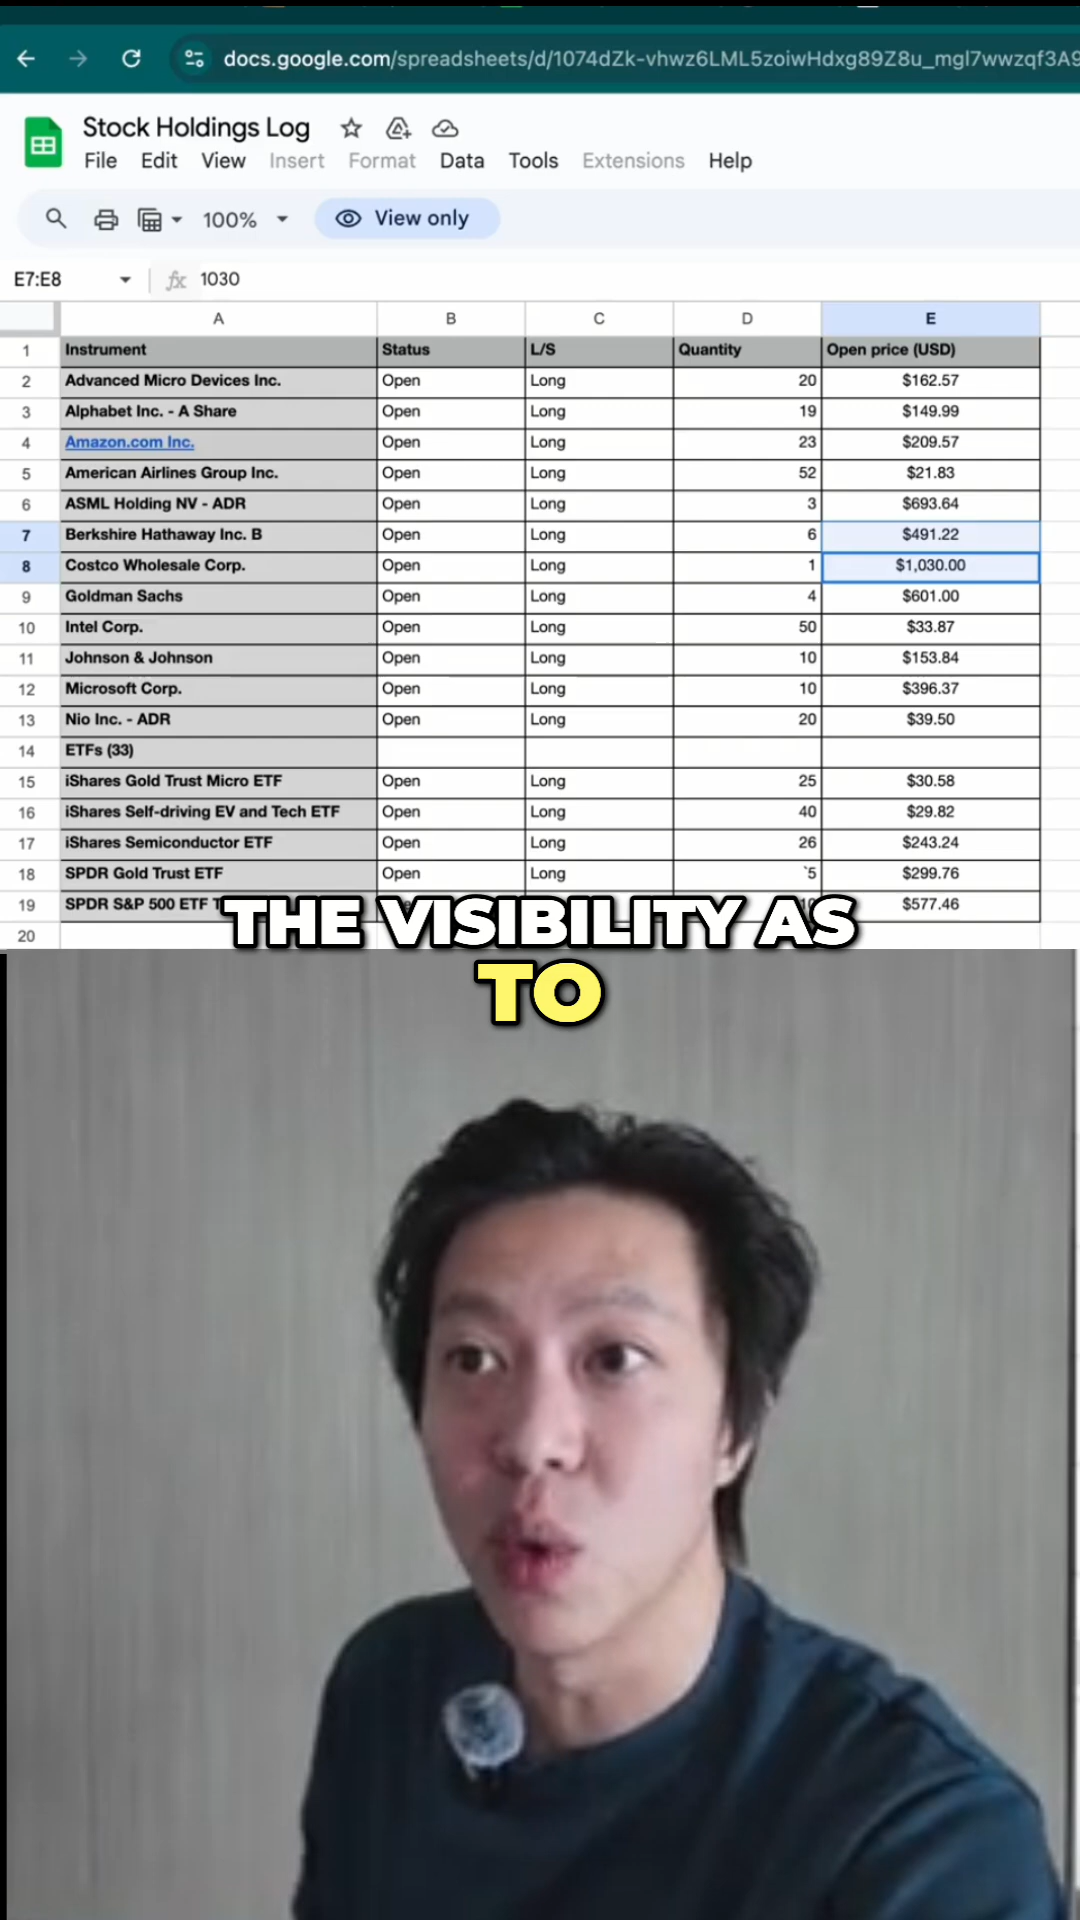 docs.google.com/spreadsheets/d/1074dZk-vhwz6LML5zoiwHdxg89Z8u_mgl7wwzqf3A9
Stock Holdings Log
File Edit View Insert Format Data Tools Extensions Help
100% View only
E7:E8 fx 1030
A B C D E
1 Instrument Status L/S Quantity Open price (USD)
2 Advanced Micro Devices Inc. Open Long 20 $162.57
3 Alphabet Inc. - A Share Open Long 19 $149.99
4 Amazon.com Inc. Open Long 23 $209.57
5 American Airlines Group Inc. Open Long 52 $21.83
6 ASML Holding NV - ADR Open Long 3 $693.64
7 Berkshire Hathaway Inc. B Open Long 6 $491.22
8 Costco Wholesale Corp. Open Long 1 $1,030.00
9 Goldman Sachs Open Long 4 $601.00
10 Intel Corp. Open Long 50 $33.87
11 Johnson & Johnson Open Long 10 $153.84
12 Microsoft Corp. Open Long 10 $396.37
13 Nio Inc. - ADR Open Long 20 $39.50
14 ETFs (33)
15 iShares Gold Trust Micro ETF Open Long 25 $30.58
16 iShares Self-driving EV and Tech ETF Open Long 40 $29.82
17 iShares Semiconductor ETF Open Long 26 $243.24
18 SPDR Gold Trust ETF Open Long `5 $299.76
19 SPDR S&P 500 ETF $577.46
20
THE VISIBILITY AS
TO